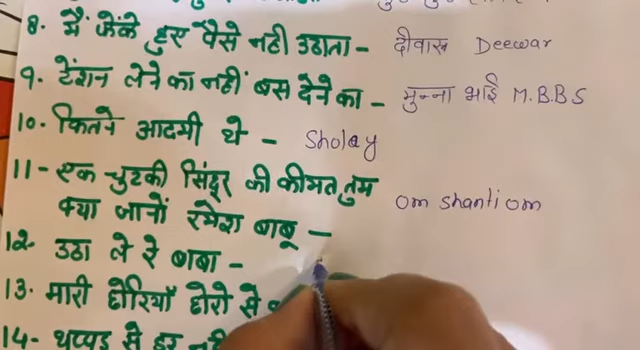 8. मैं फेंके हुए पैसे नहीं उठाता - दीवार Deewar
9. टेंशन लेने का नहीं बस देने का - मुन्ना भाई M.B.B.S
10. कितने आदमी थे - Sholay
11- एक चुटकी सिंदूर की कीमत तुम
क्या जानों रमेश बाबू - om shanti om
12. उठा ले रे बाबा -
13. मारी छोरियाँ छोरो से
14- थप्पड़ से डर